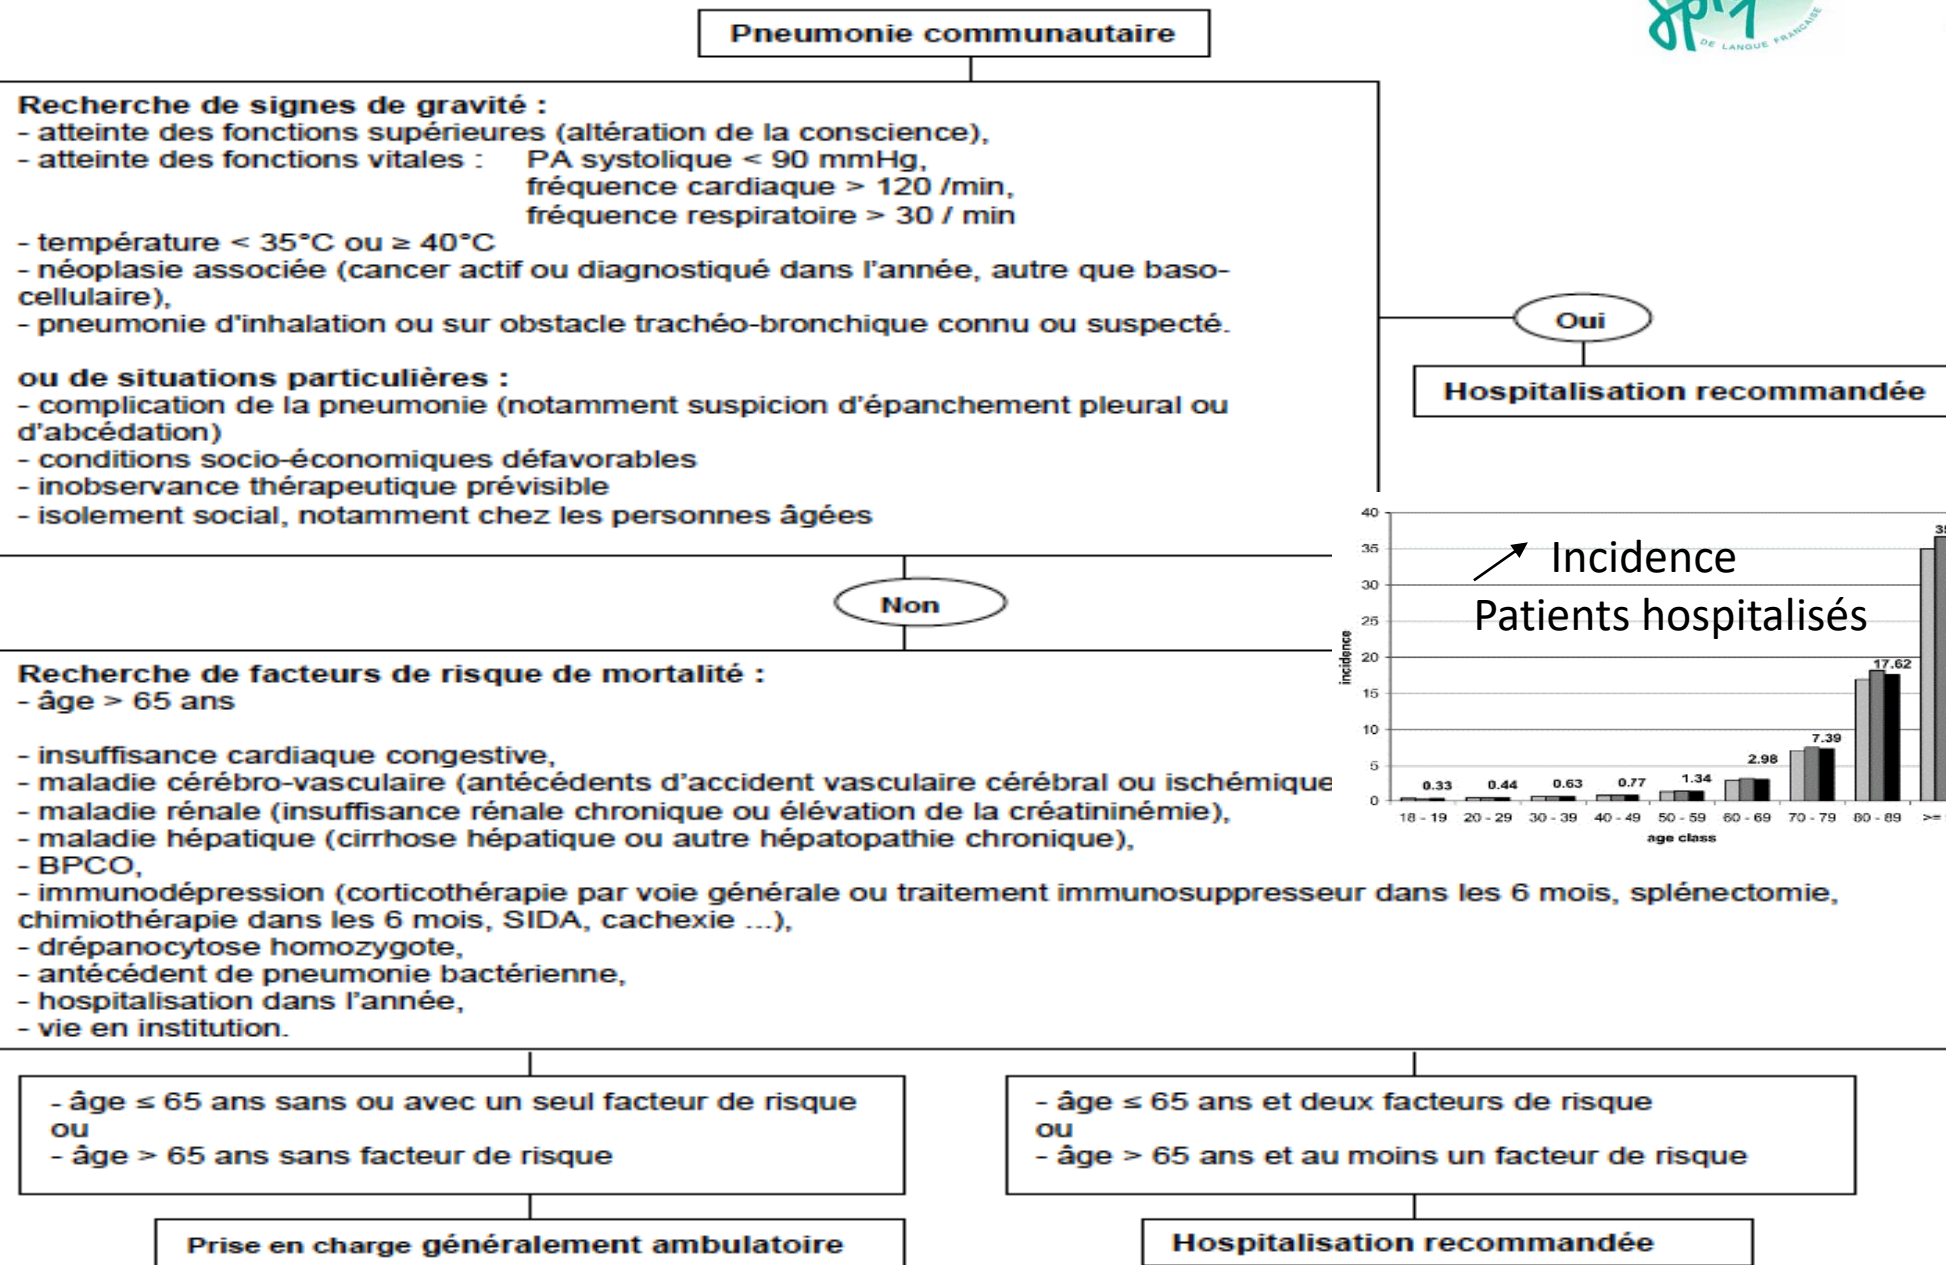 DE LANGUE FRANÇAISE
Pneumonie communautaire
Recherche de signes de gravité :
- atteinte des fonctions supérieures (altération de la conscience),
- atteinte des fonctions vitales : PA systolique < 90 mmHg,
fréquence cardiaque > 120 /min,
fréquence respiratoire > 30 / min
- température < 35°C ou ≥ 40°C
- néoplasie associée (cancer actif ou diagnostiqué dans l'année, autre que baso-
cellulaire),
- pneumonie d'inhalation ou sur obstacle trachéo-bronchique connu ou suspecté.
ou de situations particulières :
- complication de la pneumonie (notamment suspicion d'épanchement pleural ou
d'abcédation)
- conditions socio-économiques défavorables
- inobservance thérapeutique prévisible
- isolement social, notamment chez les personnes âgées
Oui
Hospitalisation recommandée
Non
Incidence
Patients hospitalisés
incidence
40
35
30
25
20
15
10
5
0
0.33
0.44
0.63
0.77
1.34
2.98
7.39
17.62
18 - 19
20 - 29
30 - 39
40 - 49
50 - 59
60 - 69
70 - 79
80 - 89
>=
age class
Recherche de facteurs de risque de mortalité :
- âge > 65 ans
- insuffisance cardiaque congestive,
- maladie cérébro-vasculaire (antécédents d'accident vasculaire cérébral ou ischémique
- maladie rénale (insuffisance rénale chronique ou élévation de la créatininémie),
- maladie hépatique (cirrhose hépatique ou autre hépatopathie chronique),
- BPCO,
- immunodépression (corticothérapie par voie générale ou traitement immunosuppresseur dans les 6 mois, splénectomie,
chimiothérapie dans les 6 mois, SIDA, cachexie ...),
- drépanocytose homozygote,
- antécédent de pneumonie bactérienne,
- hospitalisation dans l'année,
- vie en institution.
- âge ≤ 65 ans sans ou avec un seul facteur de risque
ou
- âge > 65 ans sans facteur de risque
Prise en charge généralement ambulatoire
- âge ≤ 65 ans et deux facteurs de risque
ou
- âge > 65 ans et au moins un facteur de risque
Hospitalisation recommandée